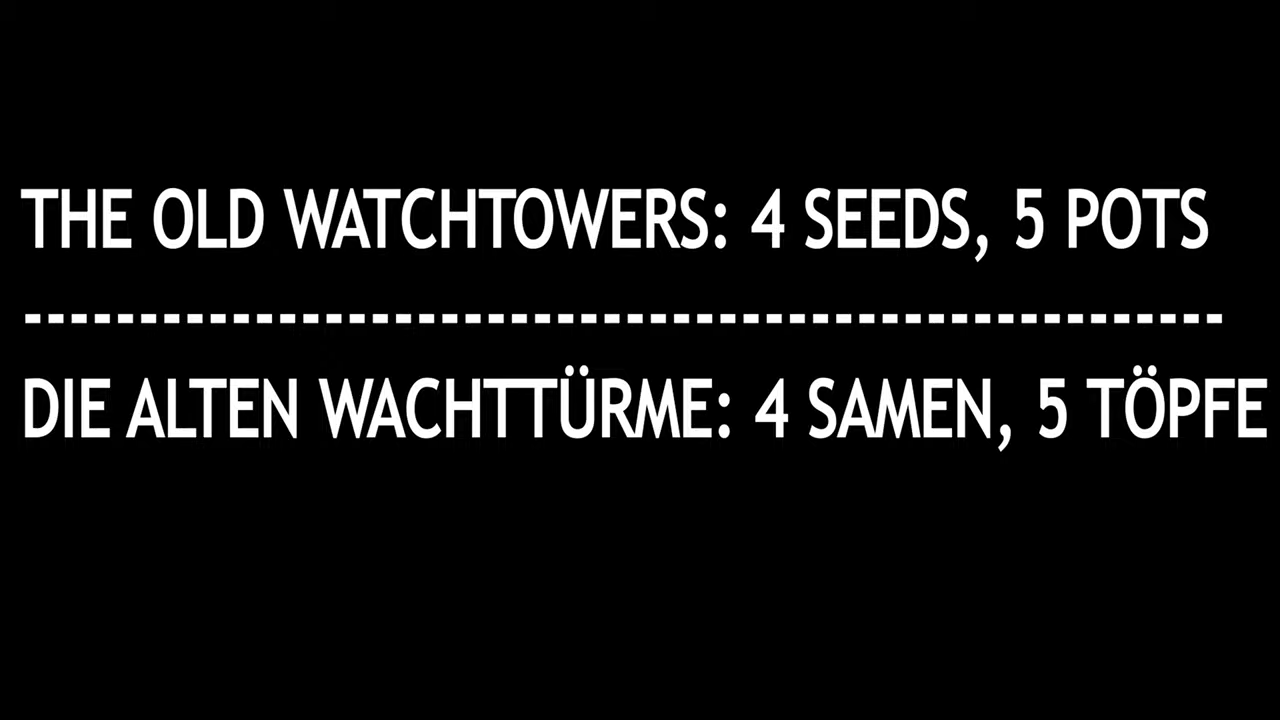 THE OLD WATCHTOWERS: 4 SEEDS, 5 POTS
----------------------------------------------------
DIE ALTEN WACHTTÜRME: 4 SAMEN, 5 TÖPFE